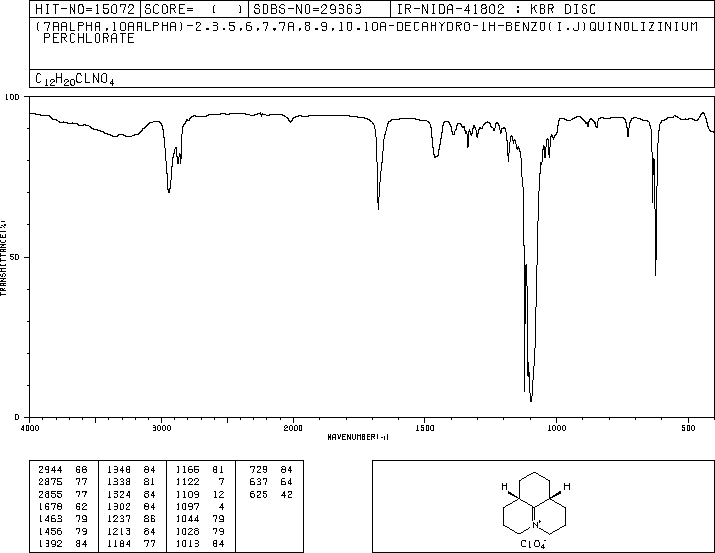 HIT-NO=15072 SCORE= ( ) SDBS-NO=29363 IR-NIDA-41802 : KBR DISC
(7AALPHA,10AALPHA)-2,3,5,6,7,7A,8,9,10,10A-DECAHYDRO-1H-BENZO(I,J)QUINOLIZINIUM
PERCHLORATE
C12H20CLNO4
100
50
0
TRANSMITTANCE(%)
4000 3000 2000 1500 1000 500
WAVENUMBER(-1)
2944 68 1348 84 1166 81 729 84
2875 77 1338 81 1122 7 637 64
2855 77 1324 84 1109 12 625 42
1678 62 1302 84 1097 4
1463 79 1237 86 1044 79
1456 79 1213 84 1028 79
1392 84 1184 77 1013 84
H H
N+
ClO4-